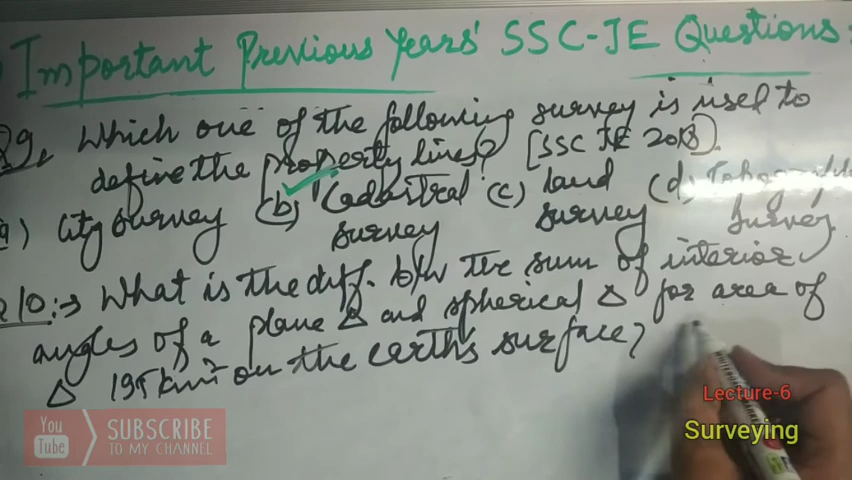 Important Previous Years' SSC-JE Questions:
Q9. Which one of the following survey is used to
define the property lines? [SSC JE 2018].
a) City survey (b) Cadastral survey (c) land survey (d) survey
Q10:→ What is the diff. b/w the sum of interior
angles of a plane Δ and spherical Δ for area of
Δ 195 km² on the earth's surface?
Lecture-6
Surveying
You
Tube
SUBSCRIBE
TO MY CHANNEL